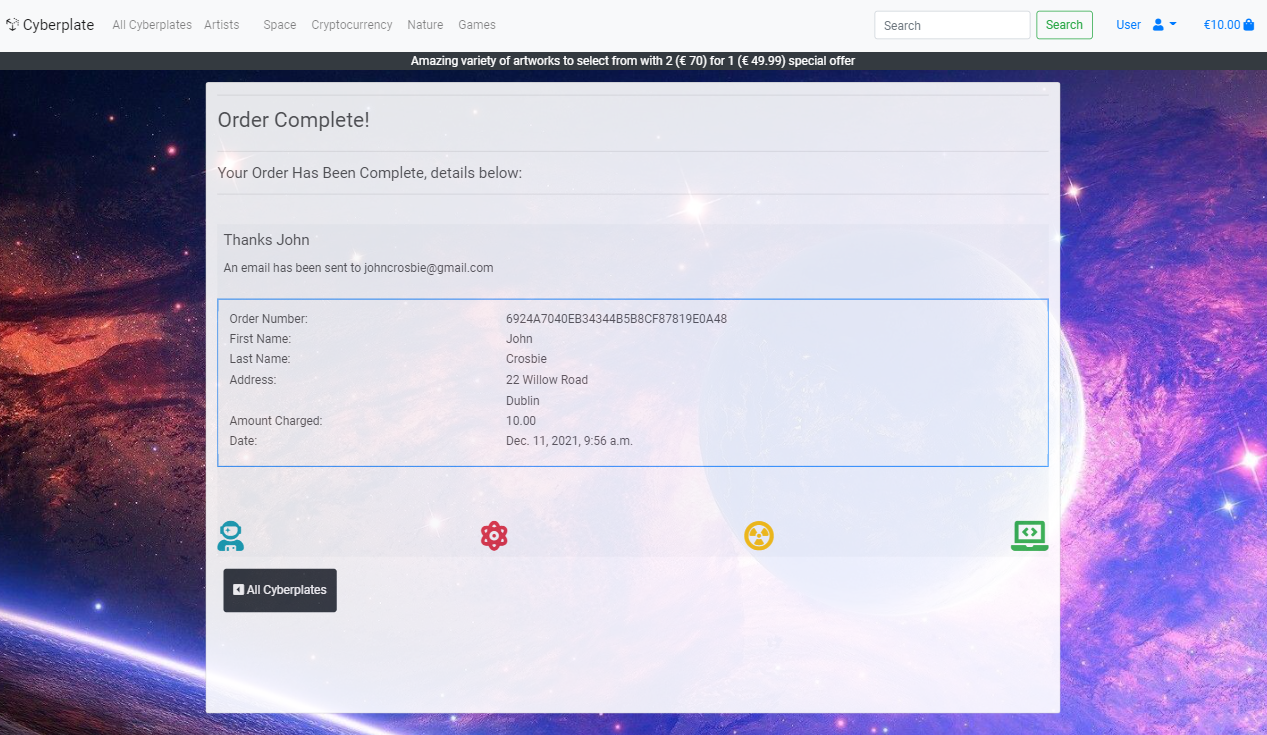 Cyberplate All Cyberplates Artists Space Cryptocurrency Nature Games Search Search User €10.00
Amazing variety of artworks to select from with 2 (€ 70) for 1 (€ 49.99) special offer
Order Complete!
Your Order Has Been Complete, details below:
Thanks John
An email has been sent to johncrosbie@gmail.com
Order Number: 6924A7040EB34344B5B8CF87819E0A48
First Name: John
Last Name: Crosbie
Address: 22 Willow Road
Dublin
Amount Charged: 10.00
Date: Dec. 11, 2021, 9:56 a.m.
All Cyberplates